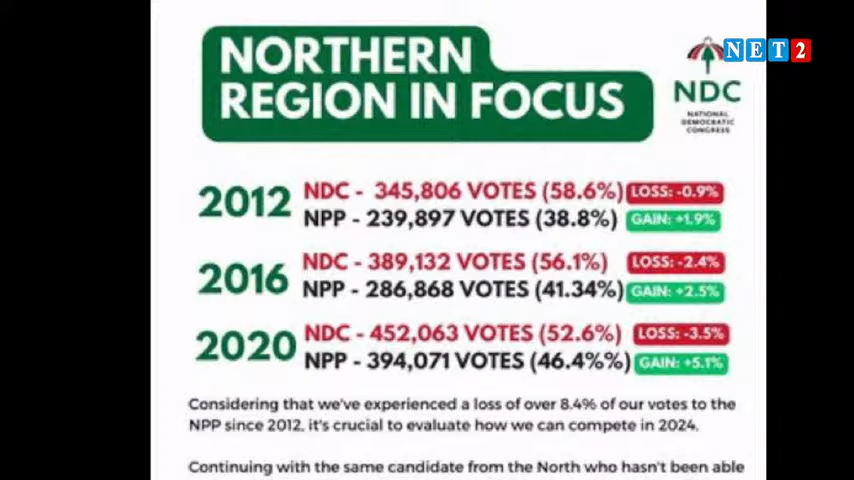 NET2
NORTHERN
REGION IN FOCUS
NDC
NATIONAL
DEMOCRATIC
CONGRESS
2012
NDC - 345,806 VOTES (58.6%) LOSS: -0.9%
NPP - 239,897 VOTES (38.8%) GAIN: +1.9%
2016
NDC - 389,132 VOTES (56.1%) LOSS: -2.4%
NPP - 286,868 VOTES (41.34%) GAIN: +2.5%
2020
NDC - 452,063 VOTES (52.6%) LOSS: -3.5%
NPP - 394,071 VOTES (46.4%%) GAIN: +5.1%
Considering that we've experienced a loss of over 8.4% of our votes to the
NPP since 2012, it's crucial to evaluate how we can compete in 2024.
Continuing with the same candidate from the North who hasn't been able